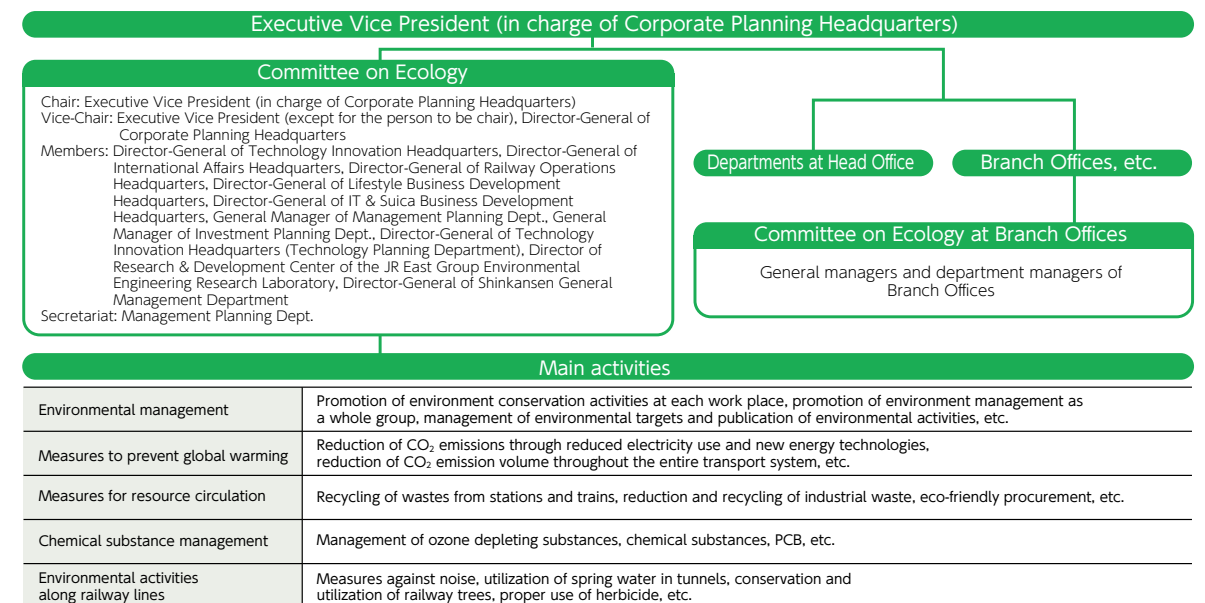 Executive Vice President (in charge of Corporate Planning Headquarters)
Committee on Ecology
Chair: Executive Vice President (in charge of Corporate Planning Headquarters)
Vice-Chair: Executive Vice President (except for the person to be chair), Director-General of
Corporate Planning Headquarters
Members: Director-General of Technology Innovation Headquarters, Director-General of
International Affairs Headquarters, Director-General of Railway Operations
Headquarters, Director-General of Lifestyle Business Development
Headquarters, Director-General of IT & Suica Business Development
Headquarters, General Manager of Management Planning Dept., General
Manager of Investment Planning Dept., Director-General of Technology
Innovation Headquarters (Technology Planning Department), Director of
Research & Development Center of the JR East Group Environmental
Engineering Research Laboratory, Director-General of Shinkansen General
Management Department
Secretariat: Management Planning Dept.
Departments at Head Office
Branch Offices, etc.
Committee on Ecology at Branch Offices
General managers and department managers of
Branch Offices
Main activities
Environmental management
Promotion of environment conservation activities at each work place, promotion of environment management as
a whole group, management of environmental targets and publication of environmental activities, etc.
Measures to prevent global warming
Reduction of CO₂ emissions through reduced electricity use and new energy technologies,
reduction of CO₂ emission volume throughout the entire transport system, etc.
Measures for resource circulation
Recycling of wastes from stations and trains, reduction and recycling of industrial waste, eco-friendly procurement, etc.
Chemical substance management
Management of ozone depleting substances, chemical substances, PCB, etc.
Environmental activities
along railway lines
Measures against noise, utilization of spring water in tunnels, conservation and
utilization of railway trees, proper use of herbicide, etc.